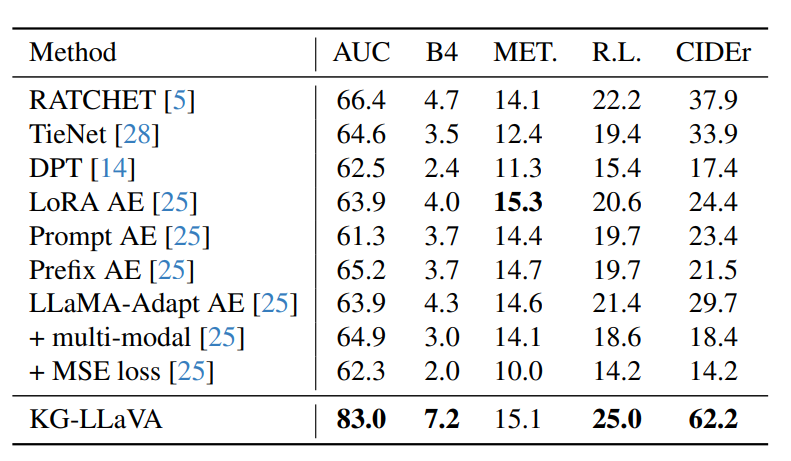 Method AUC B4 MET. R.L. CIDEr
RATCHET [5] 66.4 4.7 14.1 22.2 37.9
TieNet [28] 64.6 3.5 12.4 19.4 33.9
DPT [14] 62.5 2.4 11.3 15.4 17.4
LoRA AE [25] 63.9 4.0 15.3 20.6 24.4
Prompt AE [25] 61.3 3.7 14.4 19.7 23.4
Prefix AE [25] 65.2 3.7 14.7 19.7 21.5
LLaMA-Adapt AE [25] 63.9 4.3 14.6 21.4 29.7
+ multi-modal [25] 64.9 3.0 14.1 18.6 18.4
+ MSE loss [25] 62.3 2.0 10.0 14.2 14.2
KG-LLaVA 83.0 7.2 15.1 25.0 62.2